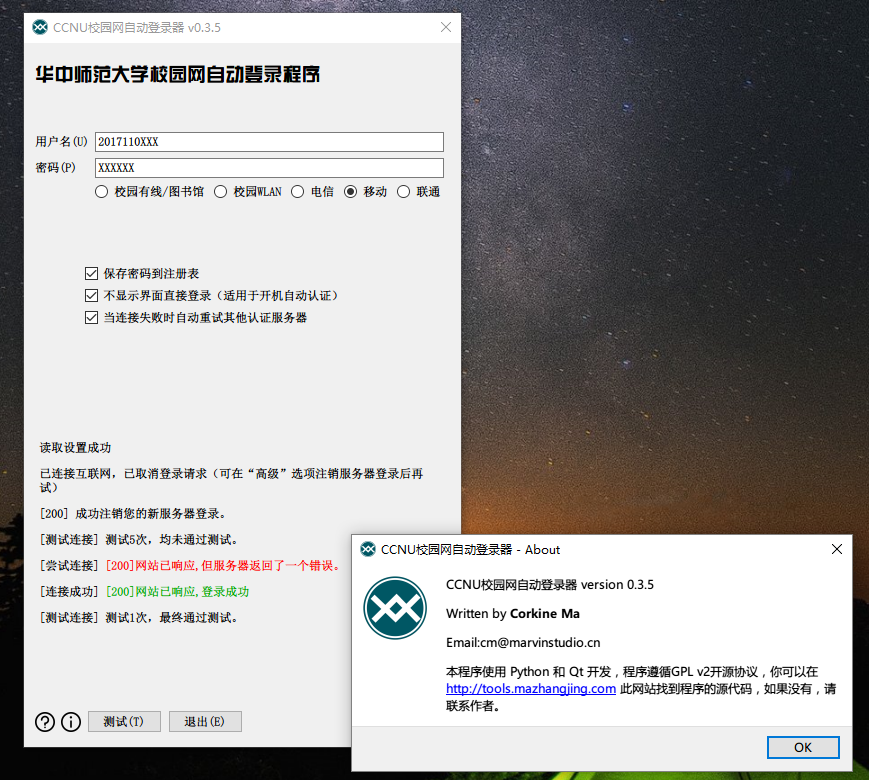 CCNU校园网自动登录器 v0.3.5
华中师范大学校园网自动登录程序
用户名(U) 2017110XXX
密码(P) XXXXXX
校园有线/图书馆 校园WLAN 电信 移动 联通
保存密码到注册表
不显示界面直接登录（适用于开机自动认证）
当连接失败时自动重试其他认证服务器
读取设置成功
已连接互联网，已取消登录请求（可在“高级”选项注销服务器登录后再
试）
[200] 成功注销您的新服务器登录。
[测试连接] 测试5次，均未通过测试。
[尝试连接] [200]网站已响应,但服务器返回了一个错误。
[连接成功] [200]网站已响应,登录成功
[测试连接] 测试1次，最终通过测试。
测试(T) 退出(E)
CCNU校园网自动登录器 - About
CCNU校园网自动登录器 version 0.3.5
Written by Corkine Ma
Email:cm@marvinstudio.cn
本程序使用 Python 和 Qt 开发，程序遵循GPL v2开源协议，你可以在
http://tools.mazhangjing.com 此网站找到程序的源代码，如果没有，请
联系作者。
OK